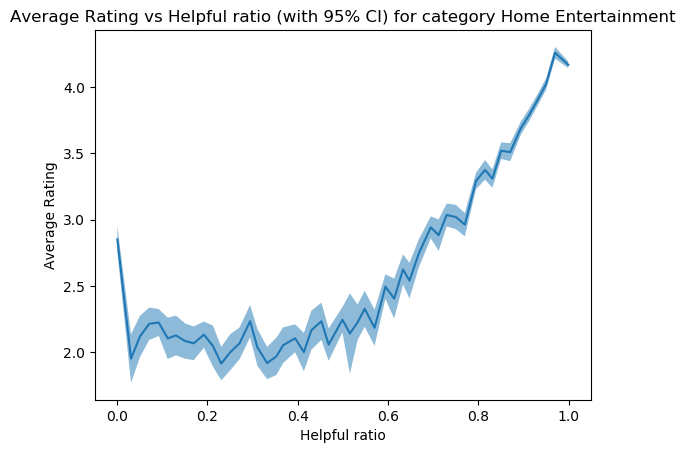 Average Rating vs Helpful ratio (with 95% CI) for category Home Entertainment
4.0
3.5
3.0
2.5
2.0
Average Rating
0.0 0.2 0.4 0.6 0.8 1.0
Helpful ratio